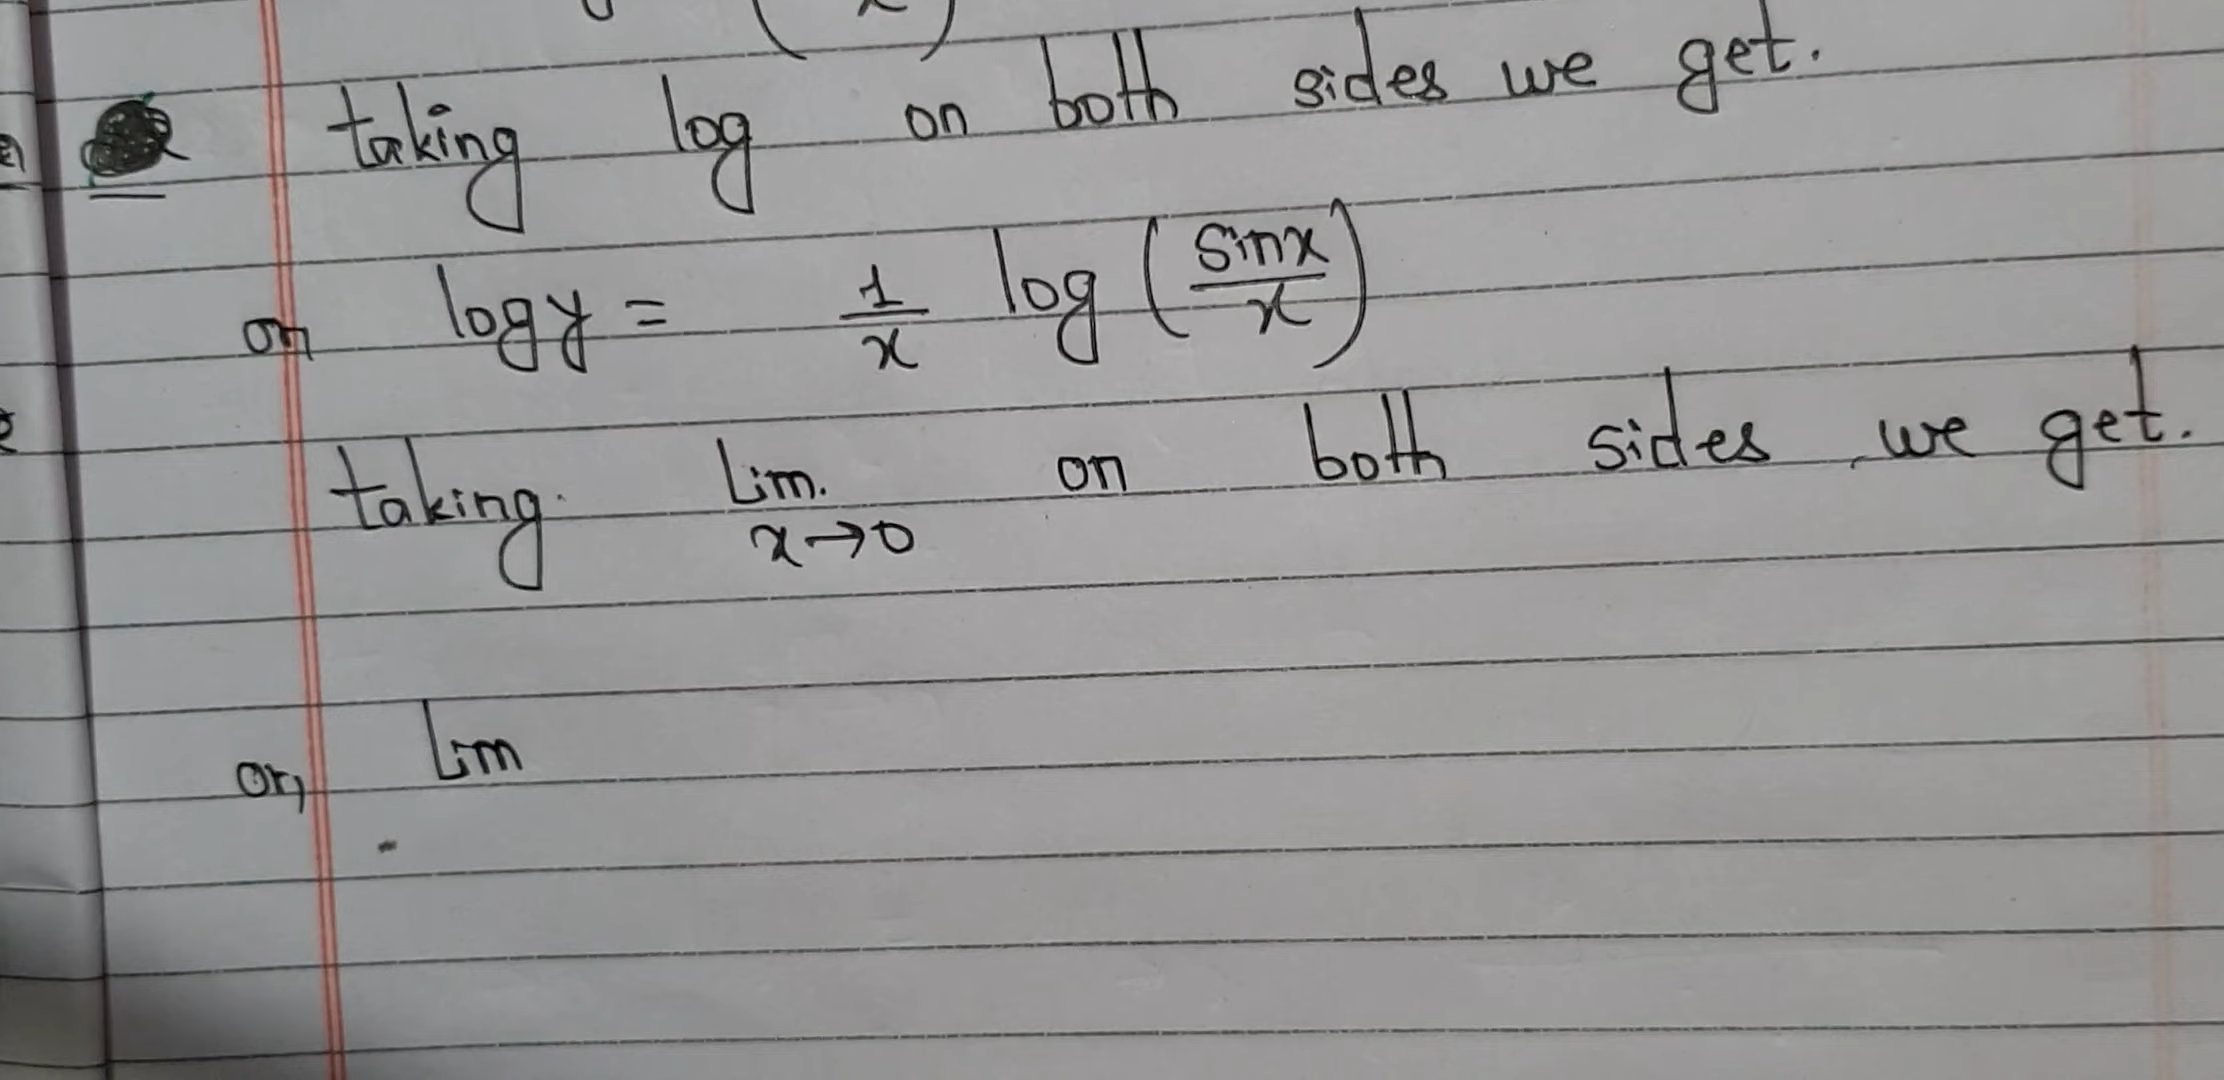 taking log on both sides we get.
or log y = 1/x log (sinx/x)
taking Lim. x→0 on both sides we get.
or, Lim